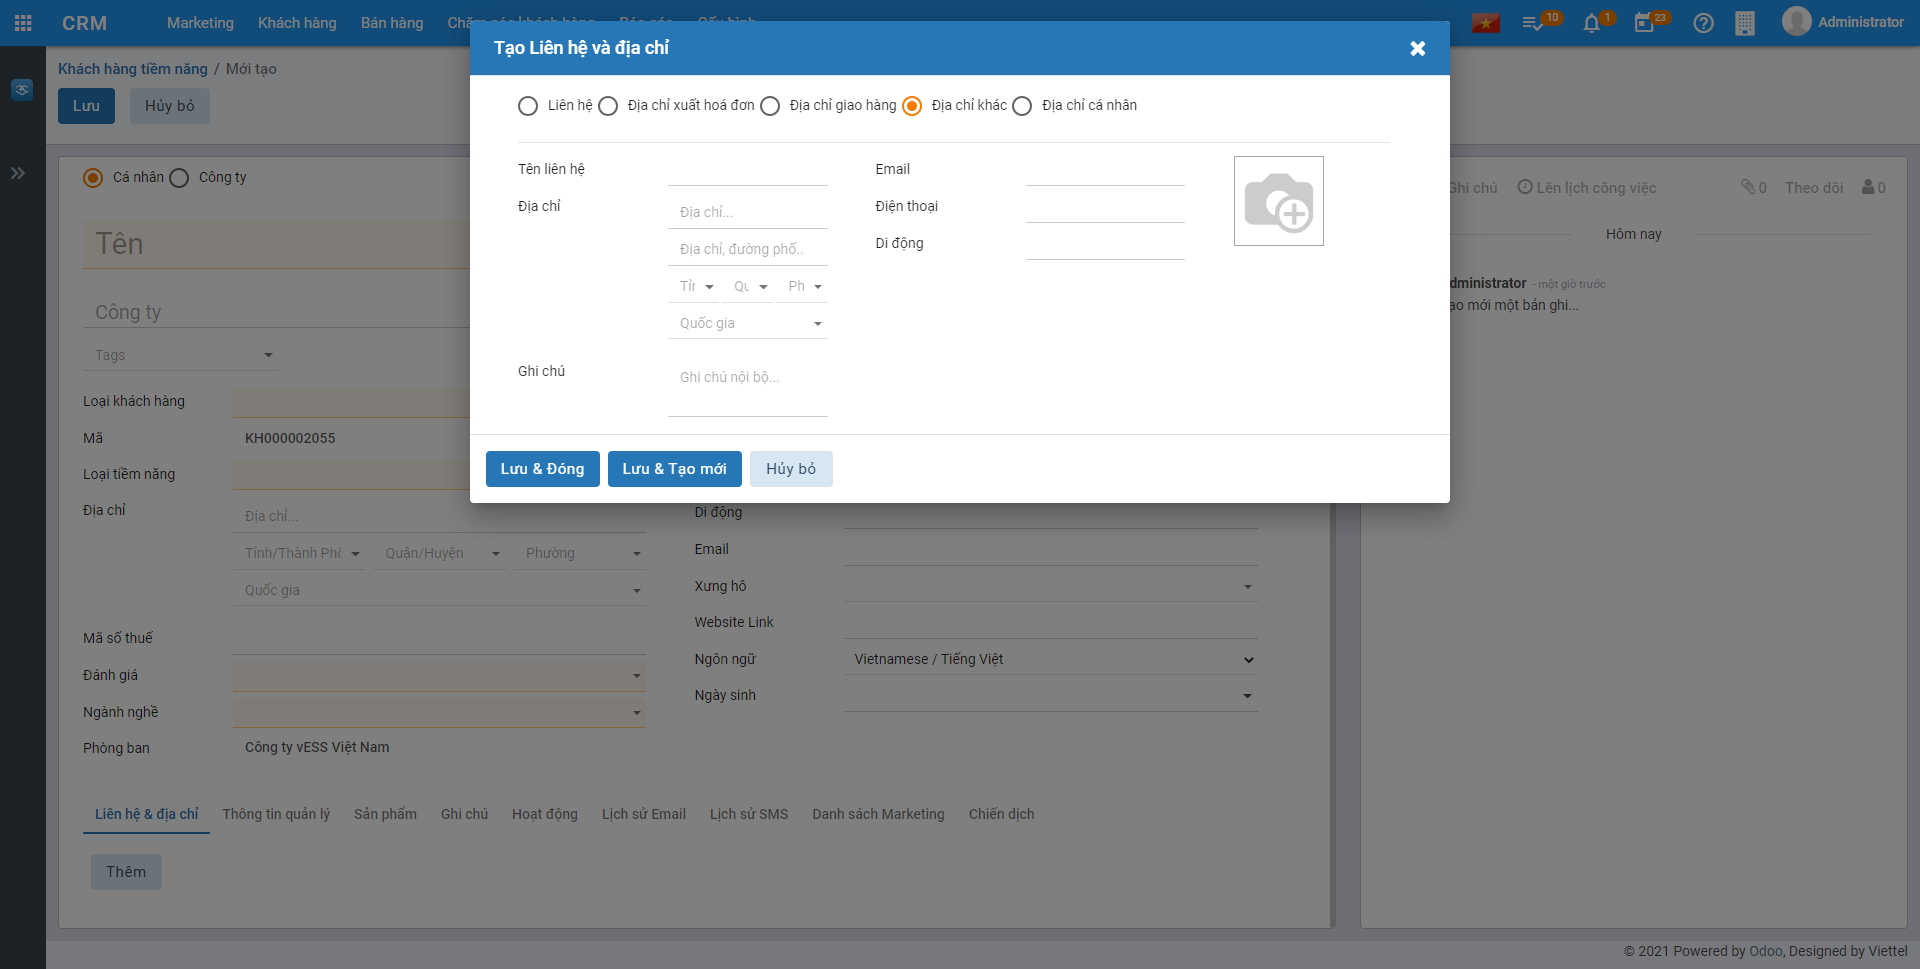 CRM Marketing Khách hàng Bán hàng 10 1 23 Administrator
Khách hàng tiềm năng / Mới tạo
Lưu Hủy bỏ
Tạo Liên hệ và địa chỉ
Liên hệ Địa chỉ xuất hoá đơn Địa chỉ giao hàng Địa chỉ khác Địa chỉ cá nhân
Tên liên hệ Email
Địa chỉ Địa chỉ... Điện thoại
Địa chỉ, đường phố.. Di động
Ph
Quốc gia
Ghi chú Ghi chú nội bộ...
Lưu & Đóng Lưu & Tạo mới Hủy bỏ
Cá nhân Công ty
Tên
Công ty
Tags
Loại khách hàng
Mã KH000002055
Loại tiềm năng
Địa chỉ Địa chỉ...
Tỉnh/Thành Phố Quận/Huyện Phường
Quốc gia
Mã số thuế
Đánh giá
Ngành nghề
Phòng ban Công ty vESS Việt Nam
Di động
Email
Xưng hô
Website Link
Ngôn ngữ Vietnamese / Tiếng Việt
Ngày sinh
Liên hệ & địa chỉ Thông tin quản lý Sản phẩm Ghi chú Hoạt động Lịch sử Email Lịch sử SMS Danh sách Marketing Chiến dịch
Thêm
Ghi chú Lên lịch công việc 0 Theo dõi 0
Hôm nay
dministrator - một giờ trước
ạo mới một bản ghi...
© 2021 Powered by Odoo, Designed by Viettel